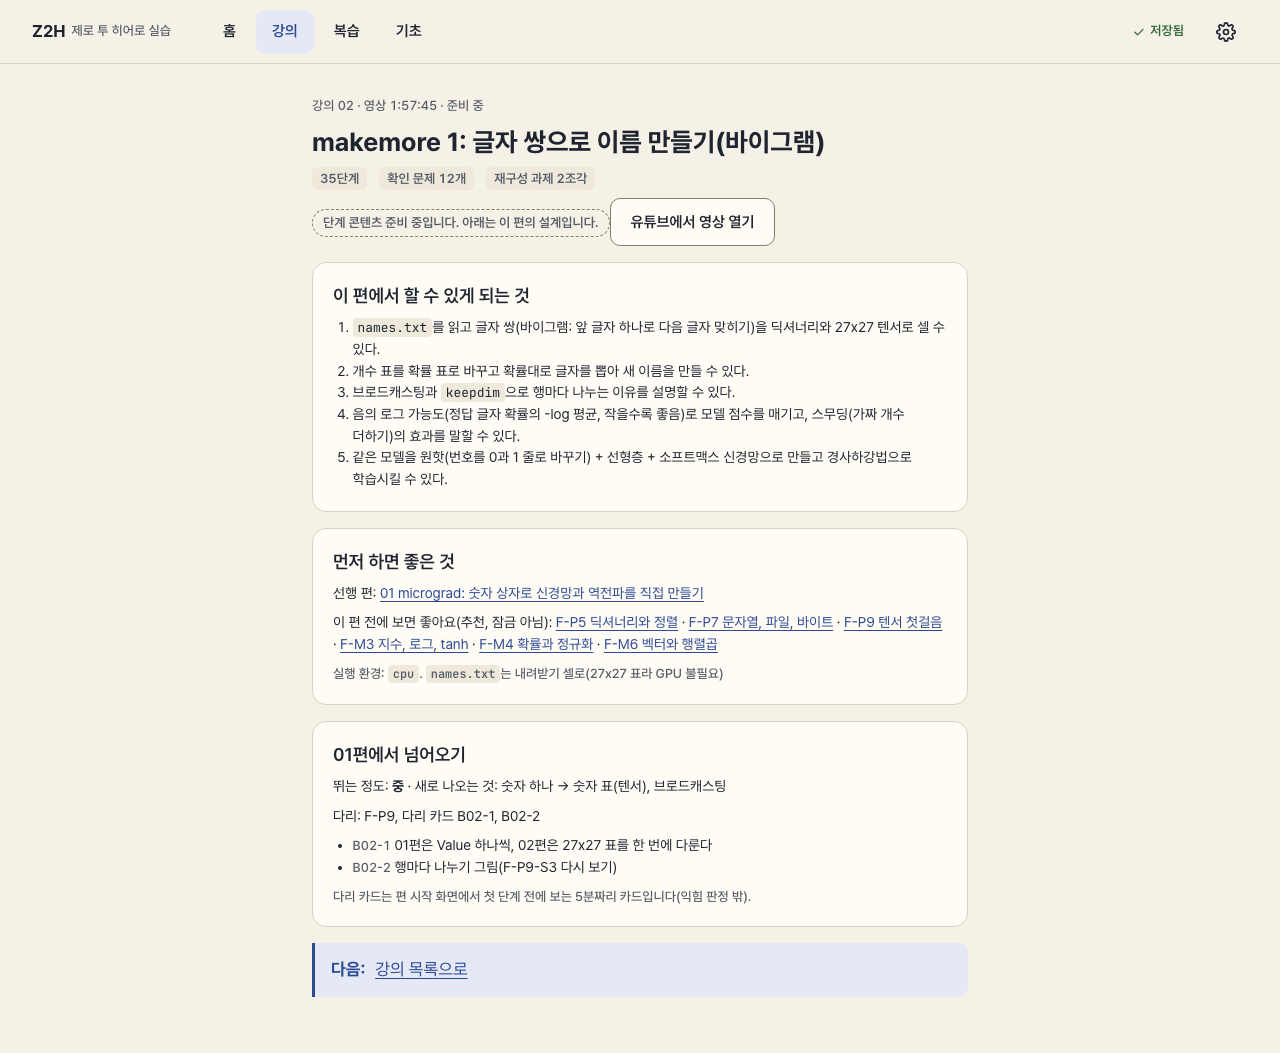 Z2H 제로 투 히어로 실습 홈 강의 복습 기초 ✓ 저장됨
강의 02 · 영상 1:57:45 · 준비 중
makemore 1: 글자 쌍으로 이름 만들기(바이그램)
35단계 확인 문제 12개 재구성 과제 2조각
단계 콘텐츠 준비 중입니다. 아래는 이 편의 설계입니다. 유튜브에서 영상 열기
이 편에서 할 수 있게 되는 것
1. names.txt를 읽고 글자 쌍(바이그램: 앞 글자 하나로 다음 글자 맞히기)을 딕셔너리와 27x27 텐서로 셀 수
있다.
2. 개수 표를 확률 표로 바꾸고 확률대로 글자를 뽑아 새 이름을 만들 수 있다.
3. 브로드캐스팅과 keepdim으로 행마다 나누는 이유를 설명할 수 있다.
4. 음의 로그 가능도(정답 글자 확률의 -log 평균, 작을수록 좋음)로 모델 점수를 매기고, 스무딩(가짜 개수
더하기)의 효과를 말할 수 있다.
5. 같은 모델을 원핫(번호를 0과 1 줄로 바꾸기) + 선형층 + 소프트맥스 신경망으로 만들고 경사하강법으로
학습시킬 수 있다.
먼저 하면 좋은 것
선행 편: 01 micrograd: 숫자 상자로 신경망과 역전파를 직접 만들기
이 편 전에 보면 좋아요(추천, 잠금 아님): F-P5 딕셔너리와 정렬 · F-P7 문자열, 파일, 바이트 · F-P9 텐서 첫걸음
· F-M3 지수, 로그, tanh · F-M4 확률과 정규화 · F-M6 벡터와 행렬곱
실행 환경: cpu. names.txt는 내려받기 셀로(27x27 표라 GPU 불필요)
01편에서 넘어오기
뛰는 정도: 중 · 새로 나오는 것: 숫자 하나 → 숫자 표(텐서), 브로드캐스팅
다리: F-P9, 다리 카드 B02-1, B02-2
• B02-1 01편은 Value 하나씩, 02편은 27x27 표를 한 번에 다룬다
• B02-2 행마다 나누기 그림(F-P9-S3 다시 보기)
다리 카드는 편 시작 화면에서 첫 단계 전에 보는 5분짜리 카드입니다(익힘 판정 밖).
다음: 강의 목록으로